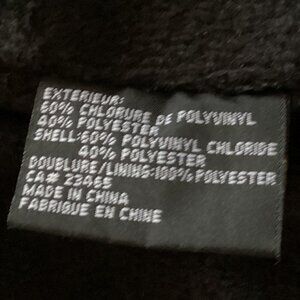 EXTERIEUR:
60% CHLORURE DE POLYVINYL
40% POLYESTER
SHELL:60% POLYVINYL CHLORIDE
40% POLYESTER
DOUBLURE/LINING:100% POLYESTER
CA# 22465
MADE IN CHINA
FABRIQUE EN CHINE